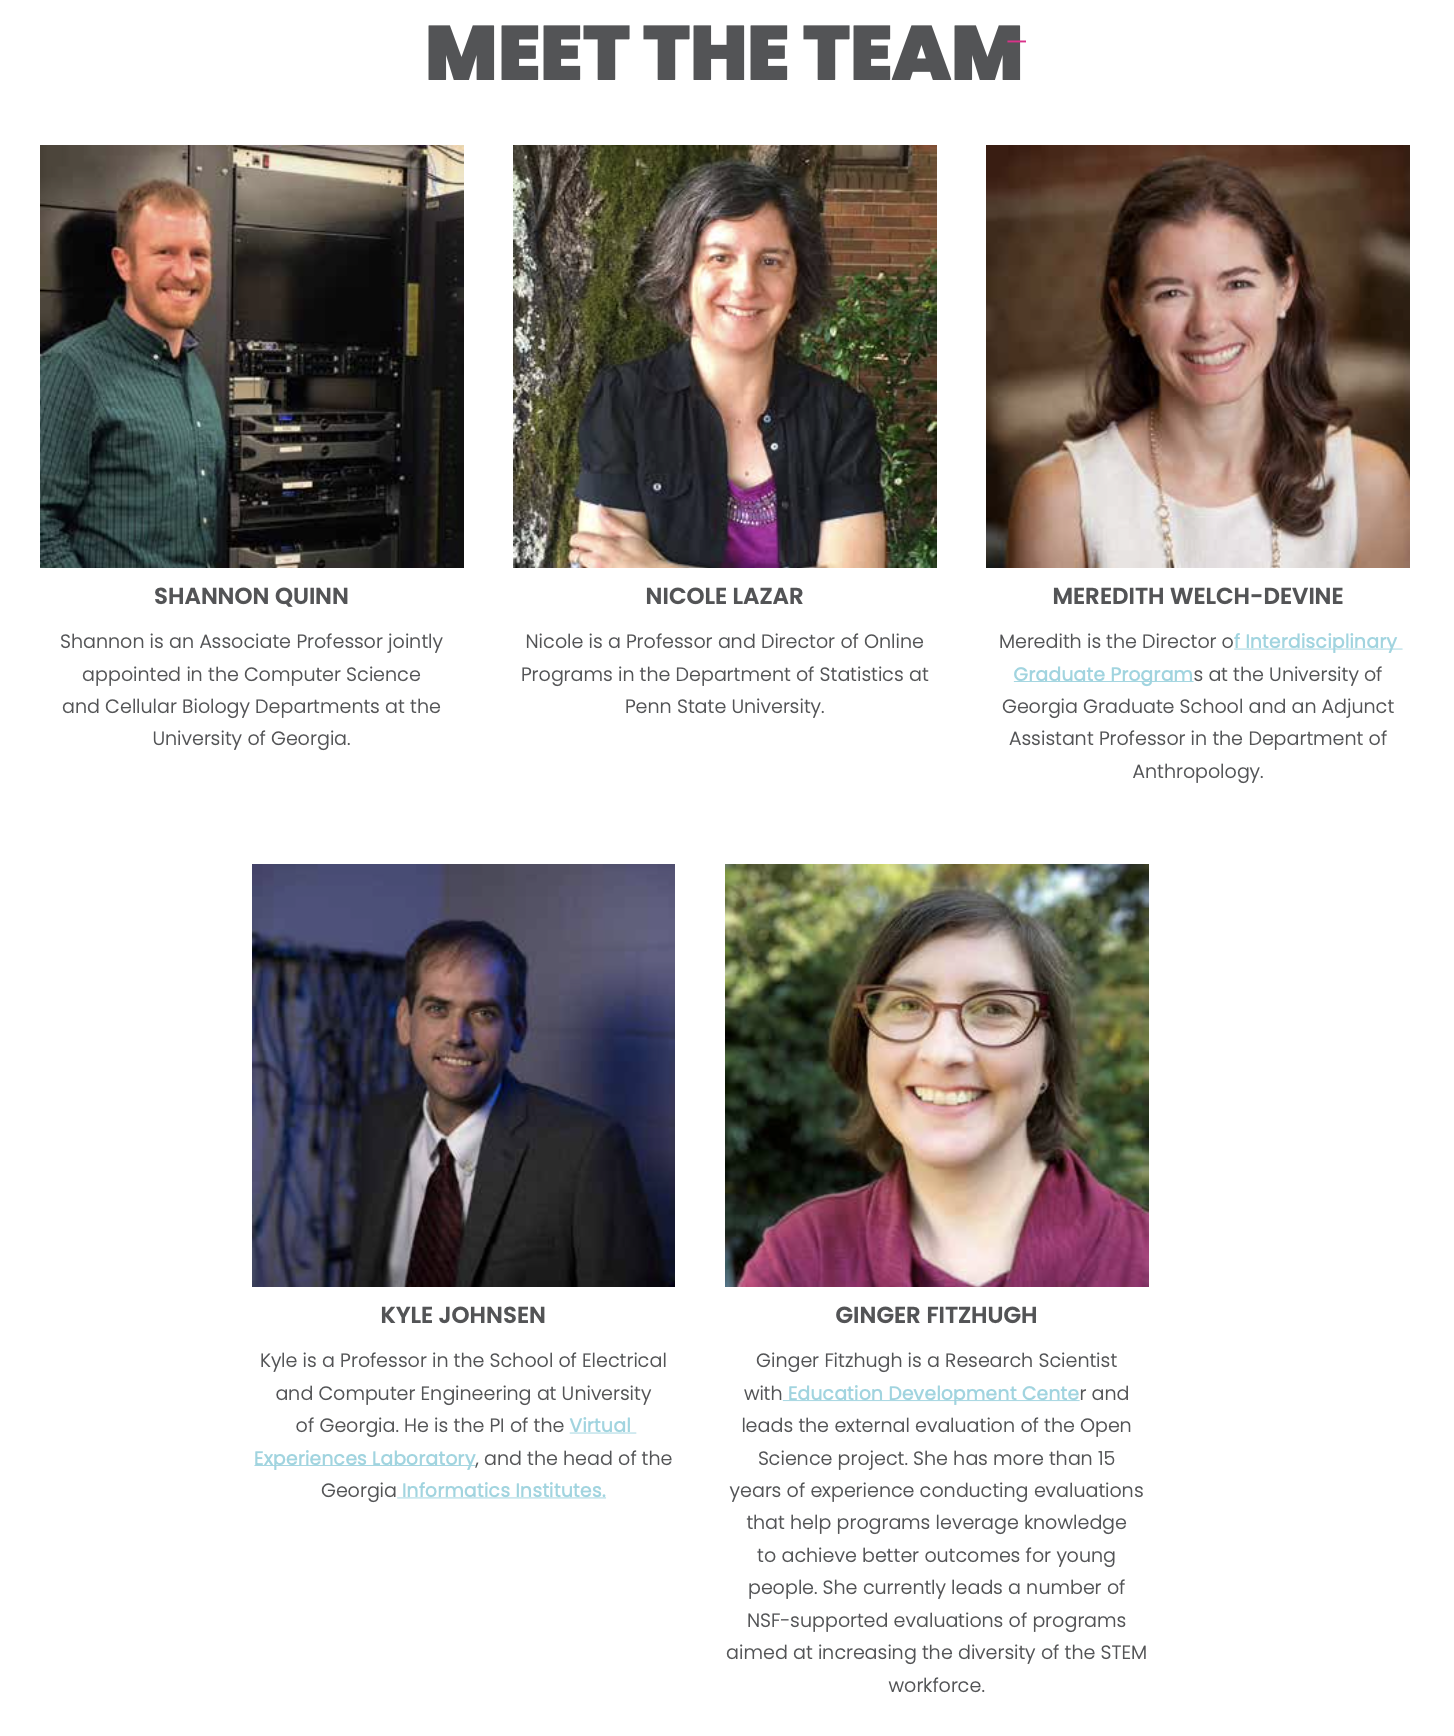 MEET THE TEAM
SHANNON QUINN
Shannon is an Associate Professor jointly
appointed in the Computer Science
and Cellular Biology Departments at the
University of Georgia.
NICOLE LAZAR
Nicole is a Professor and Director of Online
Programs in the Department of Statistics at
Penn State University.
MEREDITH WELCH-DEVINE
Meredith is the Director of Interdisciplinary
Graduate Programs at the University of
Georgia Graduate School and an Adjunct
Assistant Professor in the Department of
Anthropology.
KYLE JOHNSEN
Kyle is a Professor in the School of Electrical
and Computer Engineering at University
of Georgia. He is the PI of the Virtual
Experiences Laboratory, and the head of the
Georgia Informatics Institutes.
GINGER FITZHUGH
Ginger Fitzhugh is a Research Scientist
with Education Development Center and
leads the external evaluation of the Open
Science project. She has more than 15
years of experience conducting evaluations
that help programs leverage knowledge
to achieve better outcomes for young
people. She currently leads a number of
NSF-supported evaluations of programs
aimed at increasing the diversity of the STEM
workforce.